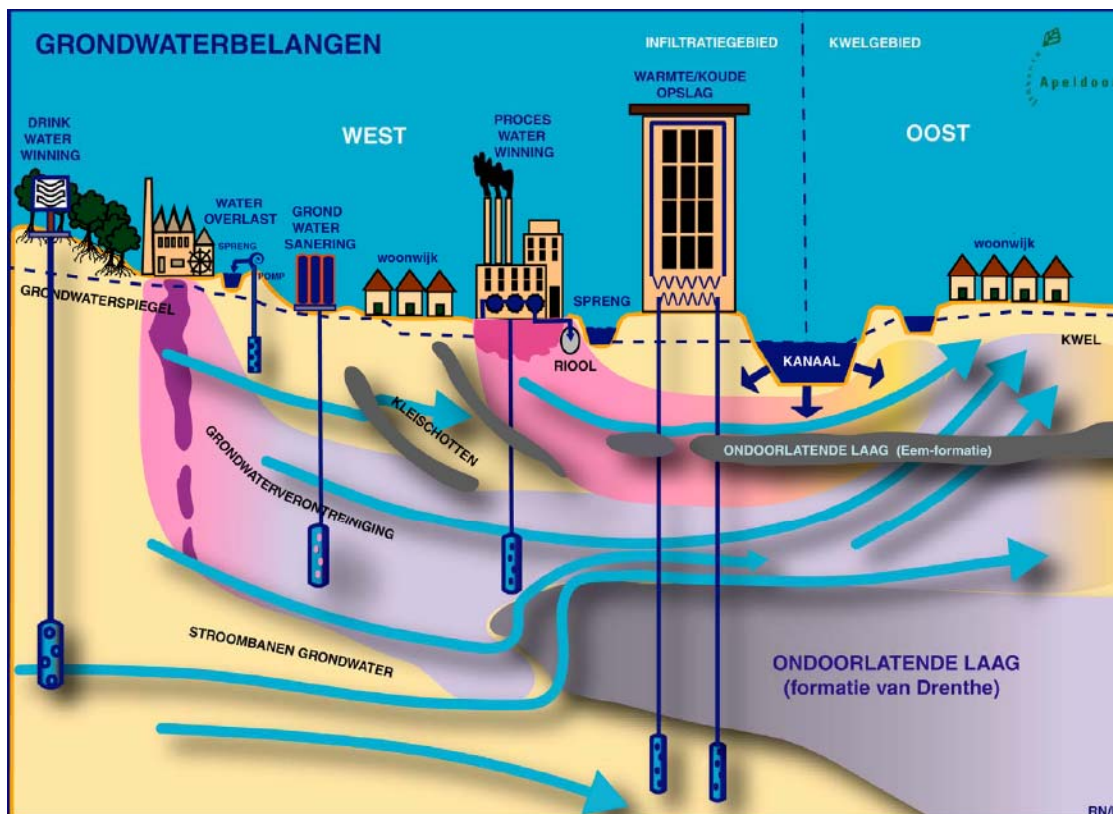 GRONDWATERBELANGEN
INFILTRATIEGEBIED
KWELGEBIED
WARMTE/KOUDE
OPSLAG
Apeldoor
DRINK
WATER
WINNING
WEST
PROCES
WATER
WINNING
OOST
WATER
OVERLAST
GROND
WATER
SANERING
SPRENG
POMP
woonwijk
SPRENG
woonwijk
GRONDWATERSPIEGEL
RIOOL
KANAAL
KWEL
KLEISCHOTTEN
ONDOORLATENDE LAAG (Eem-formatie)
GRONDWATERVERONTREINIGING
STROOMBANEN GRONDWATER
ONDOORLATENDE LAAG
(formatie van Drenthe)